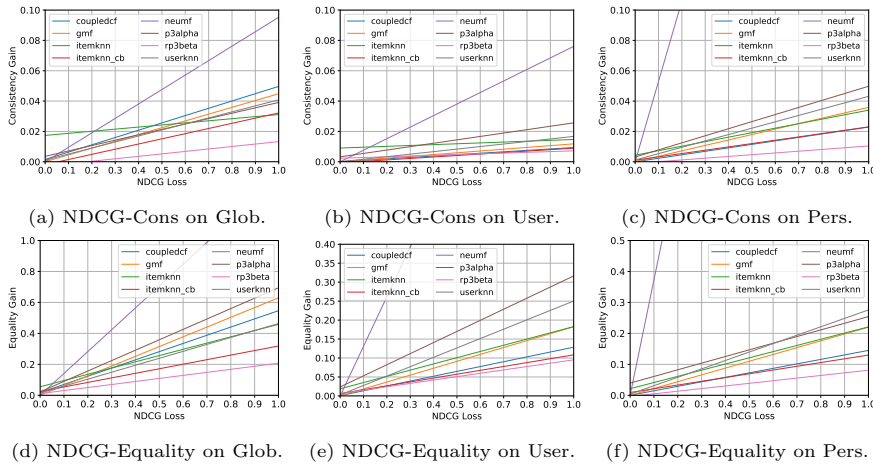 0.10
0.08
0.06
0.04
0.02
0.00
Consistency Gain
coupledcf
gmf
itemknn
itemknn_cb
neumf
p3alpha
rp3beta
userknn
0.0 0.1 0.2 0.3 0.4 0.5 0.6 0.7 0.8 0.9 1.0
NDCG Loss
(a) NDCG-Cons on Glob.
0.10
0.08
0.06
0.04
0.02
0.00
Consistency Gain
coupledcf
gmf
itemknn
itemknn_cb
neumf
p3alpha
rp3beta
userknn
0.0 0.1 0.2 0.3 0.4 0.5 0.6 0.7 0.8 0.9 1.0
NDCG Loss
(b) NDCG-Cons on User.
0.10
0.08
0.06
0.04
0.02
0.00
Consistency Gain
coupledcf
gmf
itemknn
itemknn_cb
neumf
p3alpha
rp3beta
userknn
0.0 0.1 0.2 0.3 0.4 0.5 0.6 0.7 0.8 0.9 1.0
NDCG Loss
(c) NDCG-Cons on Pers.
1.0
0.8
0.6
0.4
0.2
0.0
Equality Gain
coupledcf
gmf
itemknn
itemknn_cb
neumf
p3alpha
rp3beta
userknn
0.0 0.1 0.2 0.3 0.4 0.5 0.6 0.7 0.8 0.9 1.0
NDCG Loss
(d) NDCG-Equality on Glob.
0.40
0.35
0.30
0.25
0.20
0.15
0.10
0.05
0.00
Equality Gain
coupledcf
gmf
itemknn
itemknn_cb
neumf
p3alpha
rp3beta
userknn
0.0 0.1 0.2 0.3 0.4 0.5 0.6 0.7 0.8 0.9 1.0
NDCG Loss
(e) NDCG-Equality on User.
0.5
0.4
0.3
0.2
0.1
0.0
Equality Gain
coupledcf
gmf
itemknn
itemknn_cb
neumf
p3alpha
rp3beta
userknn
0.0 0.1 0.2 0.3 0.4 0.5 0.6 0.7 0.8 0.9 1.0
NDCG Loss
(f) NDCG-Equality on Pers.